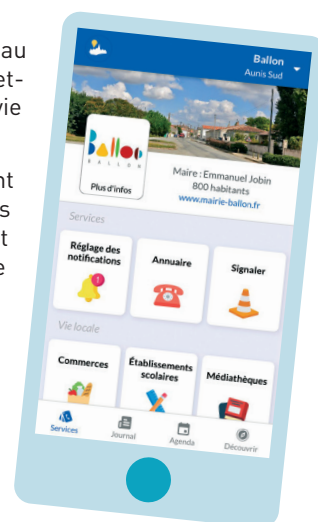 au
et-
vie
nt
s
t
e
Ballon
Aunis Sud
Ballon
BALLON
Plus d'infos
Maire : Emmanuel Jobin
800 habitants
www.mairie-ballon.fr
Services
Réglage des
notifications
Annuaire
Signaler
Vie locale
Commerces
Établissements
scolaires
Médiathèques
Services
Journal
Agenda
Découvrir